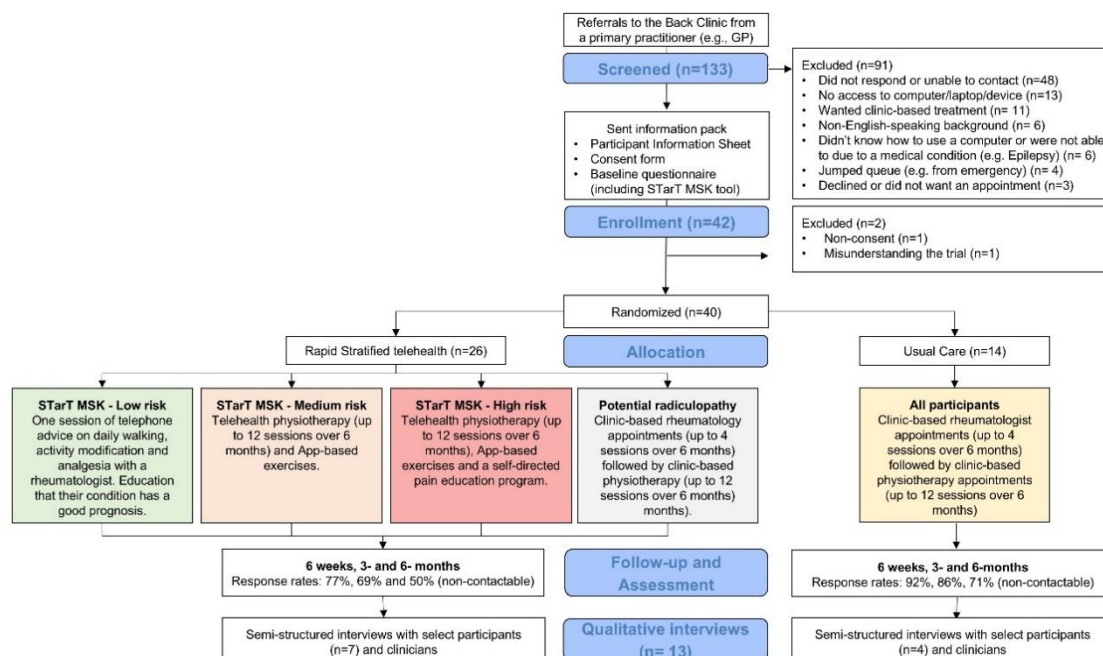 Referrals to the Back Clinic from
a primary practitioner (e.g., GP)
Screened (n=133)
Excluded (n=91)
• Did not respond or unable to contact (n=48)
• No access to computer/laptop/device (n=13)
• Wanted clinic-based treatment (n= 11)
• Non-English-speaking background (n= 6)
• Didn't know how to use a computer or were not able
to due to a medical condition (e.g. Epilepsy) (n= 6)
• Jumped queue (e.g. from emergency) (n= 4)
• Declined or did not want an appointment (n=3)
Sent information pack
• Participant Information Sheet
• Consent form
• Baseline questionnaire
(including STarT MSK tool)
Enrollment (n=42)
Excluded (n=2)
• Non-consent (n=1)
• Misunderstanding the trial (n=1)
Randomized (n=40)
Rapid Stratified telehealth (n=26)
Allocation
Usual Care (n=14)
STarT MSK - Low risk
One session of telephone
advice on daily walking,
activity modification and
analgesia with a
rheumatologist. Education
that their condition has a
good prognosis.
STarT MSK - Medium risk
Telehealth physiotherapy (up
to 12 sessions over 6
months) and App-based
exercises.
STarT MSK - High risk
Telehealth physiotherapy (up
to 12 sessions over 6
months), App-based
exercises and a self-directed
pain education program.
Potential radiculopathy
Clinic-based rheumatology
appointments (up to 4
sessions over 6 months)
followed by clinic-based
physiotherapy (up to 12
sessions over 6 months)
months).
All participants
Clinic-based rheumatologist
appointments (up to 4
sessions over 6 months)
followed by clinic-based
physiotherapy appointments
(up to 12 sessions over 6
months)
6 weeks, 3- and 6- months
Response rates: 77%, 69% and 50% (non-contactable)
Follow-up and
Assessment
6 weeks, 3- and 6-months
Response rates: 92%, 86%, 71% (non-contactable)
Semi-structured interviews with select participants
(n=7) and clinicians
Qualitative interviews
(n= 13)
Semi-structured interviews with select participants
(n=4) and clinicians